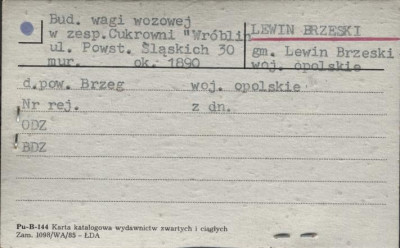 Bud. wagi wozowej
w zesp.Cukrowni "Wróblin
ul. Powst. Śląskich 30
mur. ok. 1890
LEWIN BRZESKI
gm. Lewin Brzeski
woj. opolskie
d.pow. Brzeg woj. opolskie
Nr rej. z dn.
ODZ
BDZ
Pu-B-144 Karta katalogowa wydawnictw zwartych i ciągłych
Zam. 1098/WA/85 - ŁDA